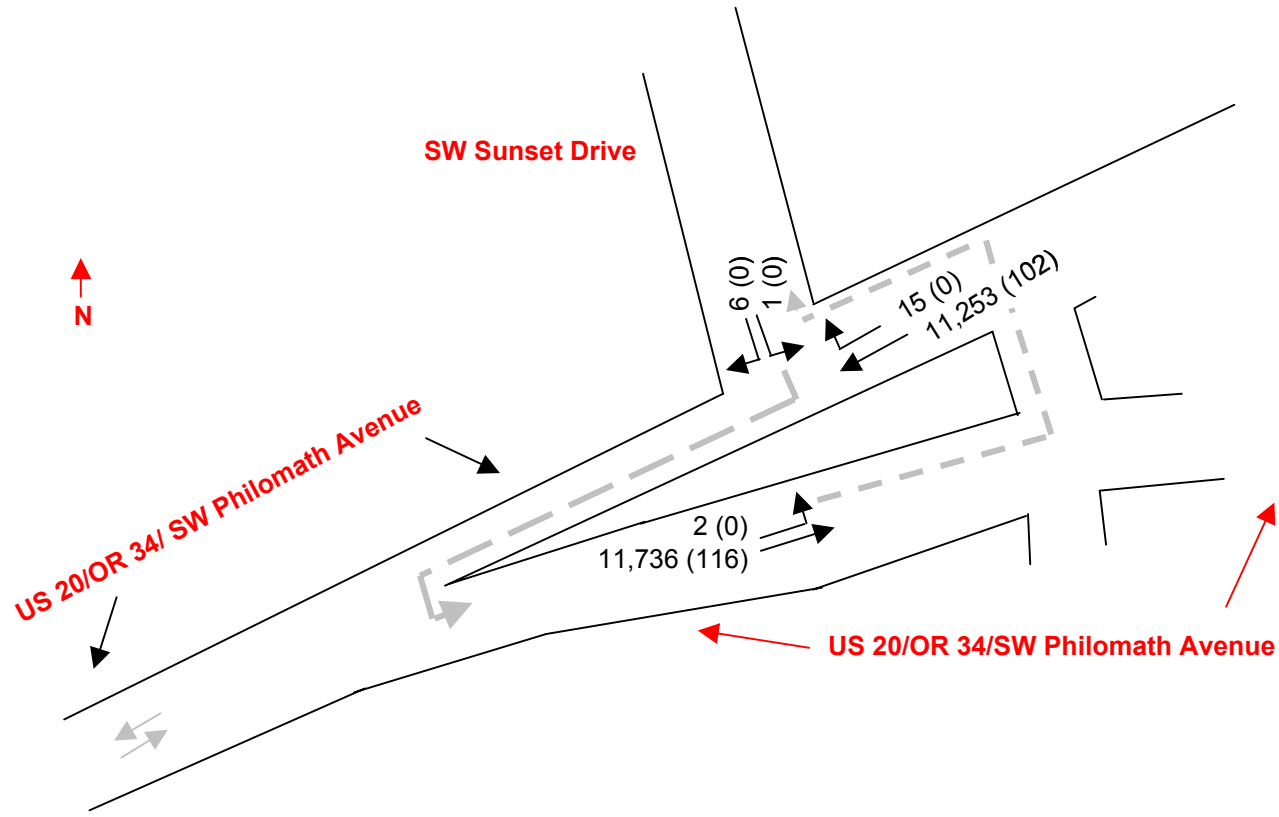 SW Sunset Drive
N
6 (0)
1 (0)
15 (0)
11,253 (102)
US 20/OR 34/ SW Philomath Avenue
2 (0)
11,736 (116)
US 20/OR 34/SW Philomath Avenue